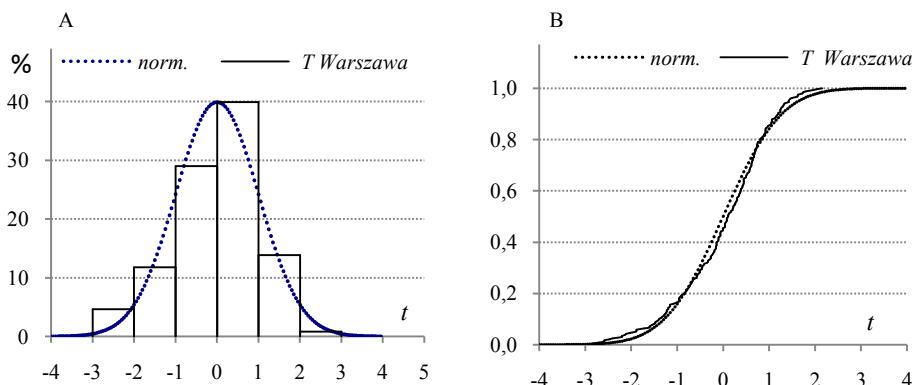 A
% norm. T Warszawa
40
30
20
10
0
t
-4 -3 -2 -1 0 1 2 3 4 5
B
norm. T Warszawa
1,0
0,8
0,6
0,4
0,2
0,0
t
-4 -3 -2 -1 0 1 2 3 4